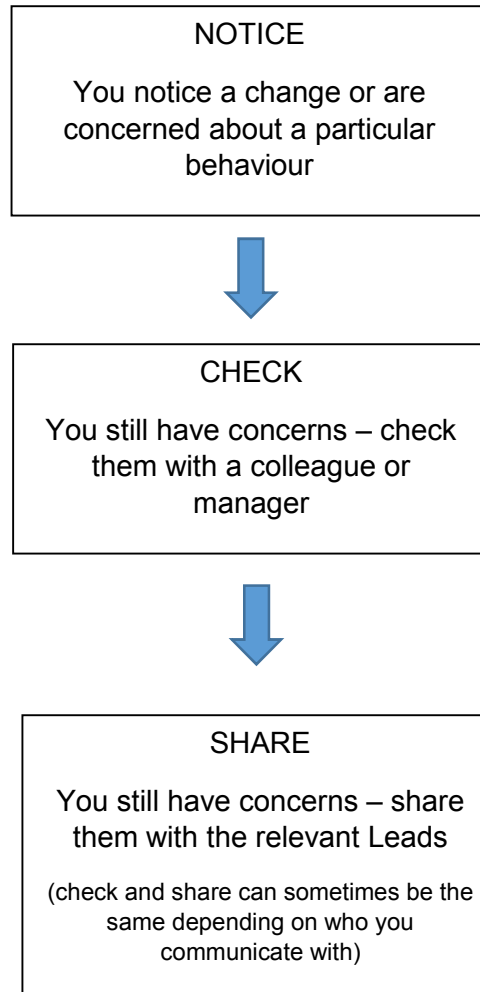 NOTICE
You notice a change or are
concerned about a particular
behaviour
CHECK
You still have concerns – check
them with a colleague or
manager
SHARE
You still have concerns – share
them with the relevant Leads
(check and share can sometimes be the
same depending on who you
communicate with)